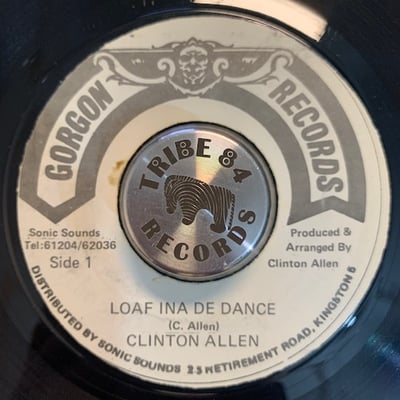 GORGON RECORDS
TRIBE 84
RECORDS
Sonic Sounds
Tel:61204/62036
Side 1
Produced &
Arranged By
Clinton Allen
LOAF INA DE DANCE
(C. Allen)
CLINTON ALLEN
DISTRIBUTED BY SONIC SOUNDS 25 RETIREMENT ROAD, KINGSTON 5